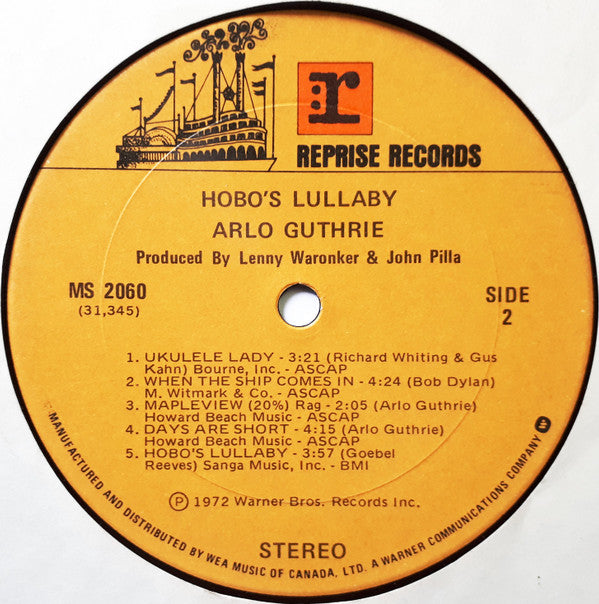 r
REPRISE RECORDS
HOBO'S LULLABY
ARLO GUTHRIE
Produced By Lenny Waronker & John Pilla
MS 2060
(31,345)
SIDE
2
1. UKULELE LADY - 3:21 (Richard Whiting & Gus
Kahn) Bourne, Inc. - ASCAP
2. WHEN THE SHIP COMES IN - 4:24 (Bob Dylan)
M. Witmark & Co. - ASCAP
3. MAPLEVIEW (20%) Rag - 2:05 (Arlo Guthrie)
Howard Beach Music - ASCAP
4. DAYS ARE SHORT - 4:15 (Arlo Guthrie)
Howard Beach Music - ASCAP
5. HOBO'S LULLABY - 3:57 (Goebel
Reeves) Sanga Music, Inc. - BMI
Ⓟ 1972 Warner Bros. Records Inc.
STEREO
MANUFACTURED AND DISTRIBUTED BY WEA MUSIC OF CANADA, LTD. A WARNER COMMUNICATIONS COMPANY